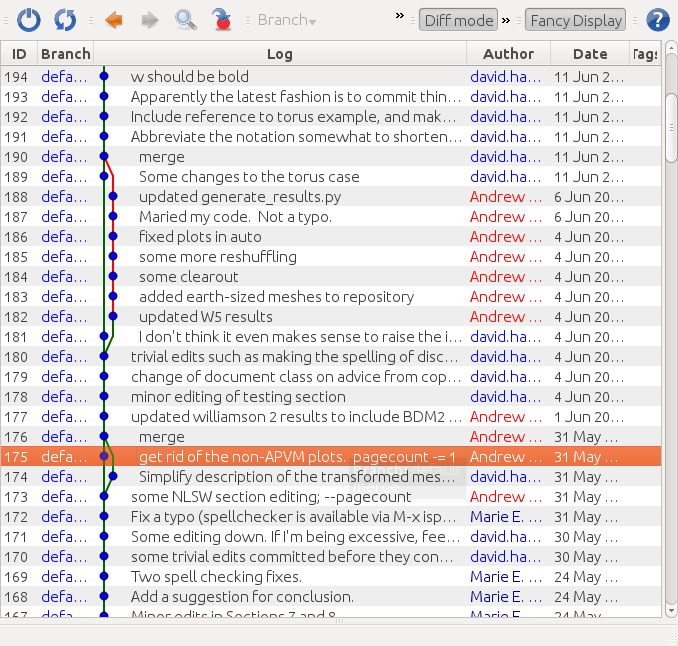 Branch
»
Diff mode
»
Fancy Display
ID Branch Log Author Date Tags
194 defa... w should be bold david.ha... 11 Jun 2...
193 defa... Apparently the latest fashion is to commit thin... david.ha... 11 Jun 2...
192 defa... Include reference to torus example, and mak... david.ha... 11 Jun 2...
191 defa... Abbreviate the notation somewhat to shorten... david.ha... 11 Jun 2...
190 defa... merge david.ha... 11 Jun 2...
189 defa... Some changes to the torus case david.ha... 11 Jun 2...
188 defa... updated generate_results.py Andrew ... 6 Jun 20...
187 defa... Maried my code.  Not a typo. Andrew ... 6 Jun 20...
186 defa... fixed plots in auto Andrew ... 4 Jun 20...
185 defa... some more reshuffling Andrew ... 4 Jun 20...
184 defa... some clearout Andrew ... 4 Jun 20...
183 defa... added earth-sized meshes to repository Andrew ... 4 Jun 20...
182 defa... updated W5 results Andrew ... 4 Jun 20...
181 defa... I don't think it even makes sense to raise the i... david.ha... 4 Jun 20...
180 defa... trivial edits such as making the spelling of disc... david.ha... 4 Jun 20...
179 defa... change of document class on advice from cop... david.ha... 4 Jun 20...
178 defa... minor editing of testing section david.ha... 4 Jun 20...
177 defa... updated williamson 2 results to include BDM2 ... Andrew ... 1 Jun 20...
176 defa... merge Andrew ... 31 May ...
175 defa... get rid of the non-APVM plots.  pagecount -= 1 Andrew ... 31 May ...
174 defa... Simplify description of the transformed mes... david.ha... 31 May ...
173 defa... some NLSW section editing; --pagecount Andrew ... 31 May ...
172 defa... Fix a typo (spellchecker is available via M-x isp... Marie E. ... 31 May ...
171 defa... Some editing down. If I'm being excessive, fee... david.ha... 30 May ...
170 defa... some trivial edits committed before they con... david.ha... 30 May ...
169 defa... Two spell checking fixes. Marie E. ... 24 May ...
168 defa... Add a suggestion for conclusion. Marie E. ... 24 May ...
167 defa... Minor edits in Sections 7 and 8 Marie E. ... 24 May ...